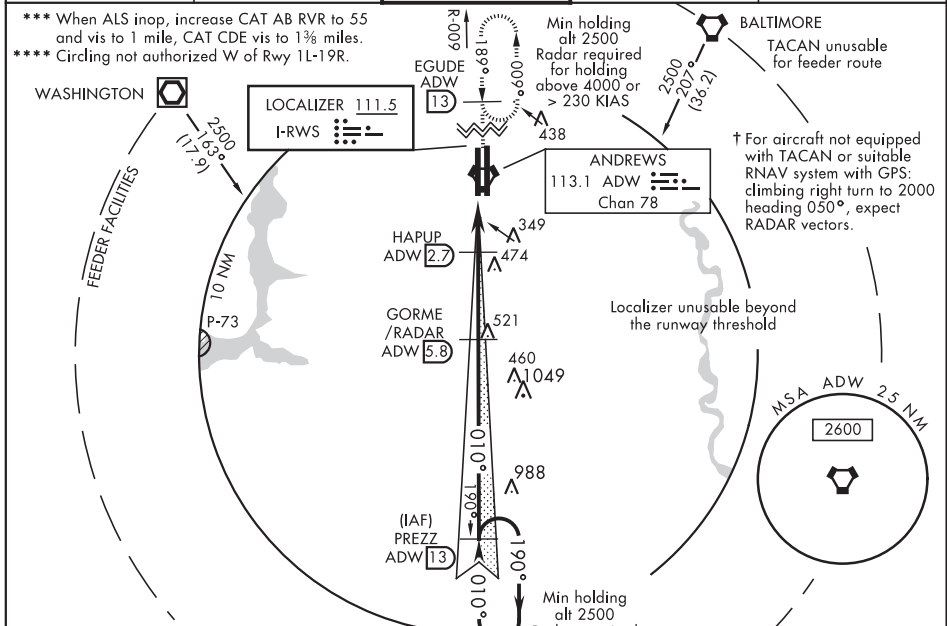 *** When ALS inop, increase CAT AB RVR to 55
and vis to 1 mile, CAT CDE vis to 1⅜ miles.
**** Circling not authorized W of Rwy 1L-19R.
R-009
189°
009°
EGUDE
ADW 13
Min holding
alt 2500
Radar required
for holding
above 4000 or
> 230 KIAS
438
BALTIMORE
TACAN unusable
for feeder route
2500
207°
(36.2)
WASHINGTON
2500
163°
(17.9)
LOCALIZER 111.5
I-RWS
ANDREWS
113.1 ADW
Chan 78
† For aircraft not equipped
with TACAN or suitable
RNAV system with GPS:
climbing right turn to 2000
heading 050°, expect
RADAR vectors.
FEEDER FACILITIES
10 NM
P-73
HAPUP
ADW 2.7
349
474
GORME
/RADAR
ADW 5.8
521
460
1049
Localizer unusable beyond
the runway threshold
MSA ADW 25 NM
2600
010°
190°
988
(IAF)
PREZZ
ADW 13
190°
010°
Min holding
alt 2500